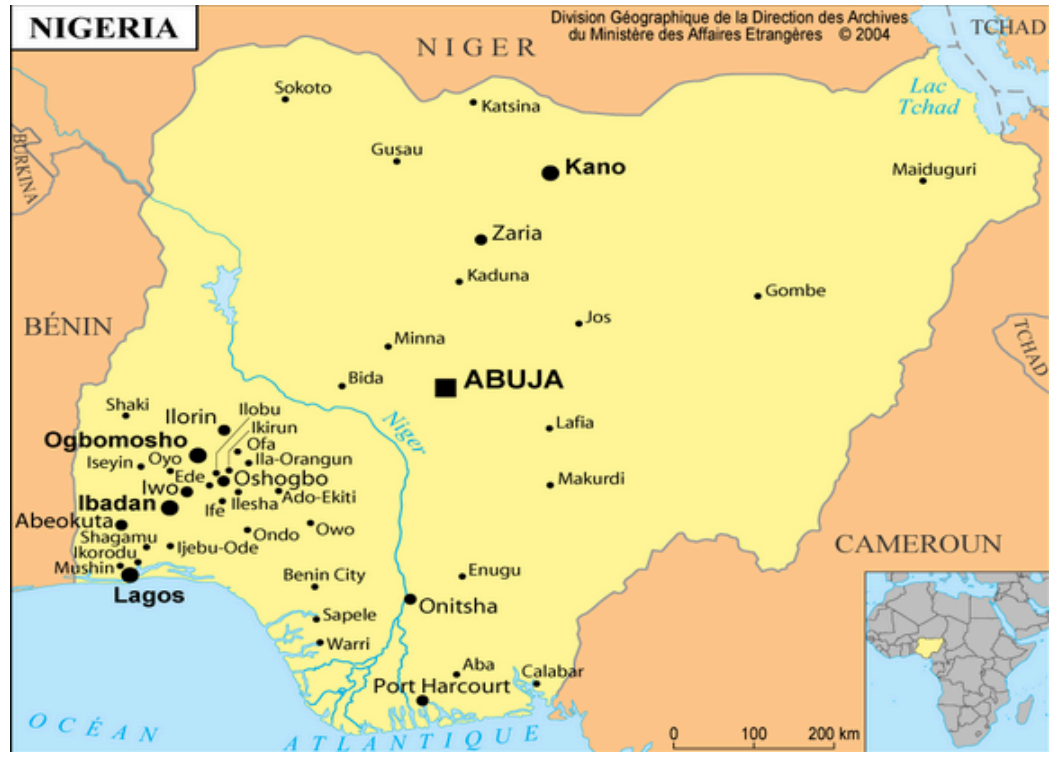 NIGERIA
Division Géographique de la Direction des Archives
du Ministère des Affaires Etrangères © 2004
TCHAD
NIGER
Lac
Tchad
BURKINA
Sokoto
Katsina
Gusau
Kano
Maiduguri
Zaria
Kaduna
Gombe
Jos
BÉNIN
TCHAD
Minna
Bida
ABUJA
Niger
Shaki
Ilorin
Ilobu
Ikirun
Lafia
Ogbomosho
Ofa
Iseyin
Oyo
Ila-Orangun
Ede
Oshogbo
Makurdi
Iwo
Ibadan
Ife
Ilesha
Ado-Ekiti
Abeokuta
Shagamu
Ondo
Owo
Ikorodu
Ijebu-Ode
CAMEROUN
Mushin
Lagos
Benin City
Enugu
Onitsha
Sapele
Warri
Aba
Calabar
Port Harcourt
OCÉAN
ATLANTIQUE
0 100 200 km